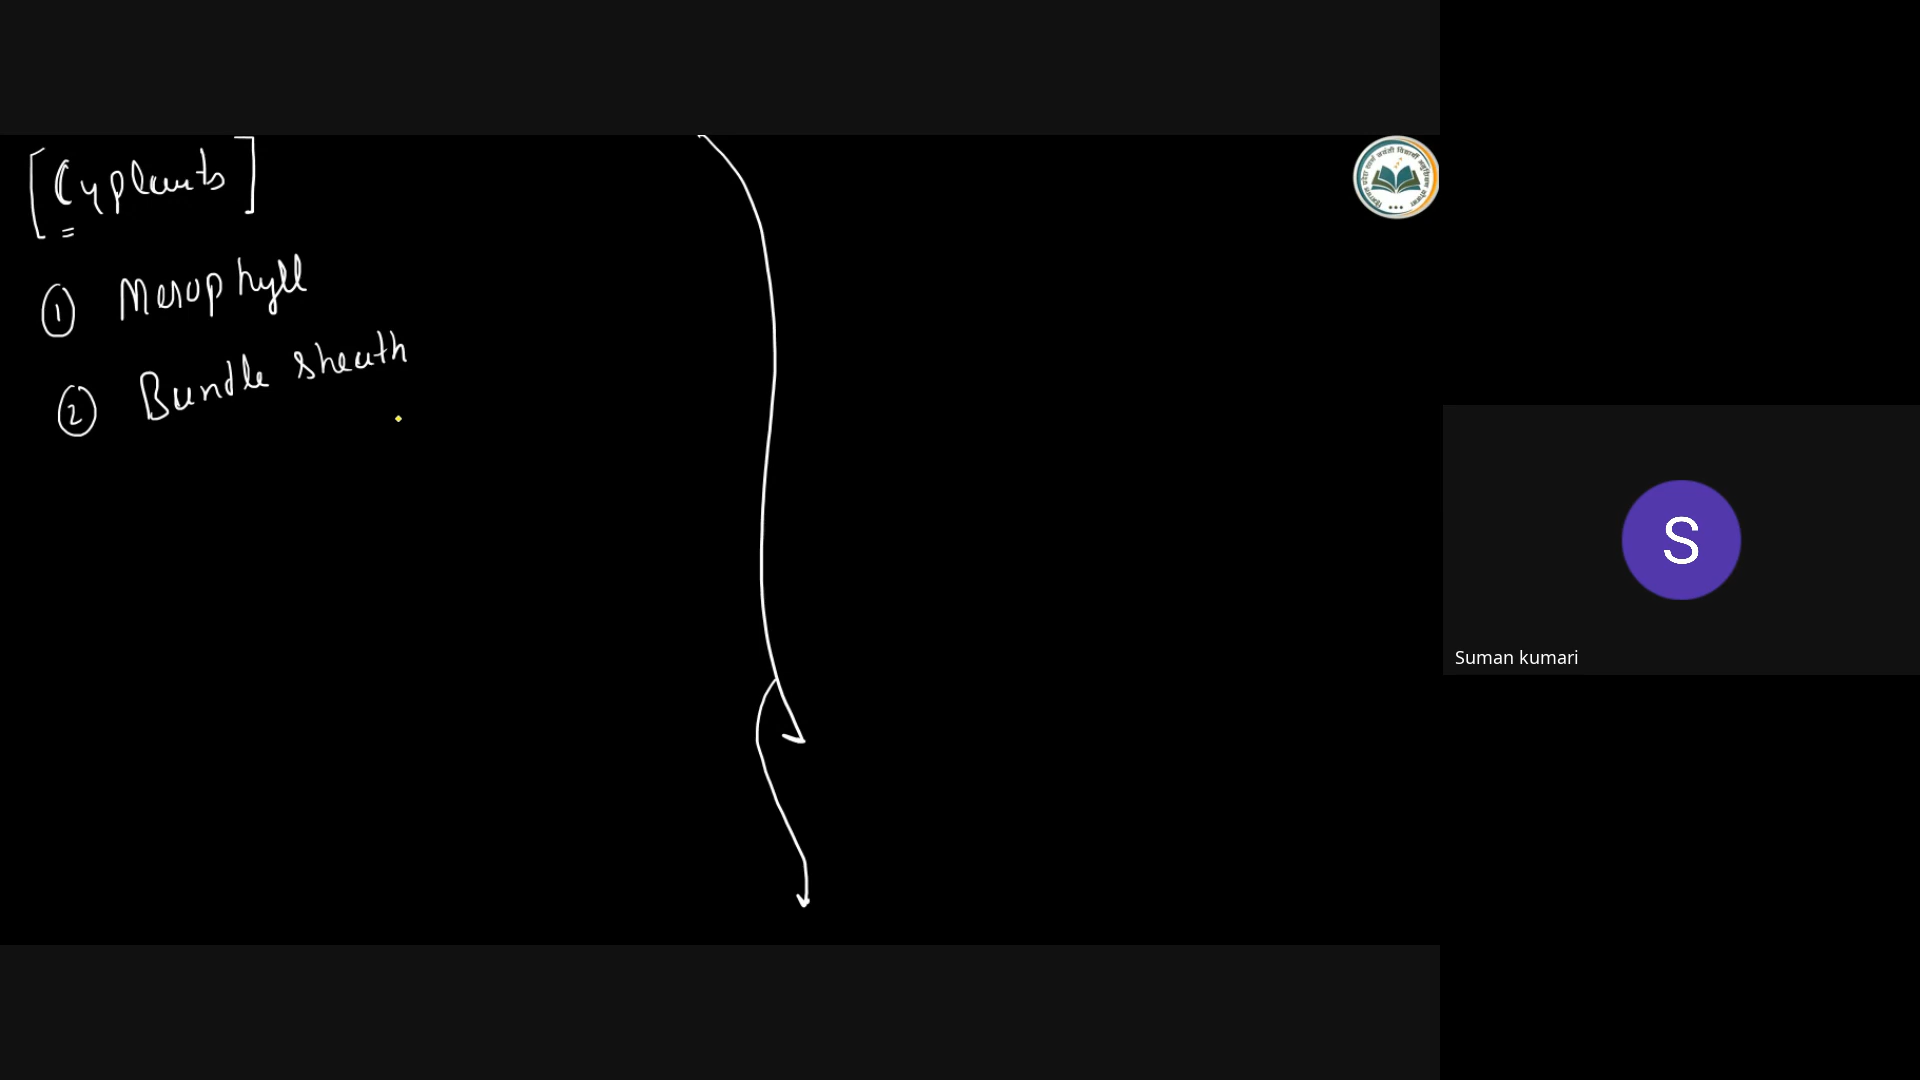 [C4 plants]
① Mesophyll
② Bundle sheath
S
Suman kumari